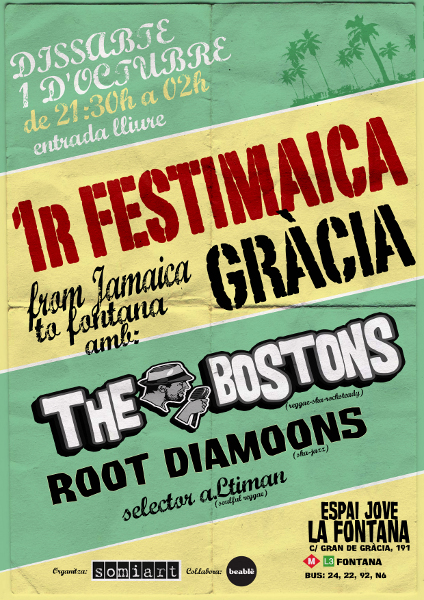 DISSABTE
1 D'OCTUBRE
de 21:30h a 02h
entrada lliure
1R FESTIMAICA
GRÀCIA
from Jamaica
to fontana
amb:
THE BOSTONS
(reggae-ska-rocksteady)
ROOT DIAMOONS
(ska-jazz)
selector a.Ltiman
(soulful reggae)
ESPAI JOVE
LA FONTANA
C/ GRAN DE GRÀCIA, 191
M L3 FONTANA
BUS: 24, 22, 92, N6
Organitza: somiart Col·labora: beablë